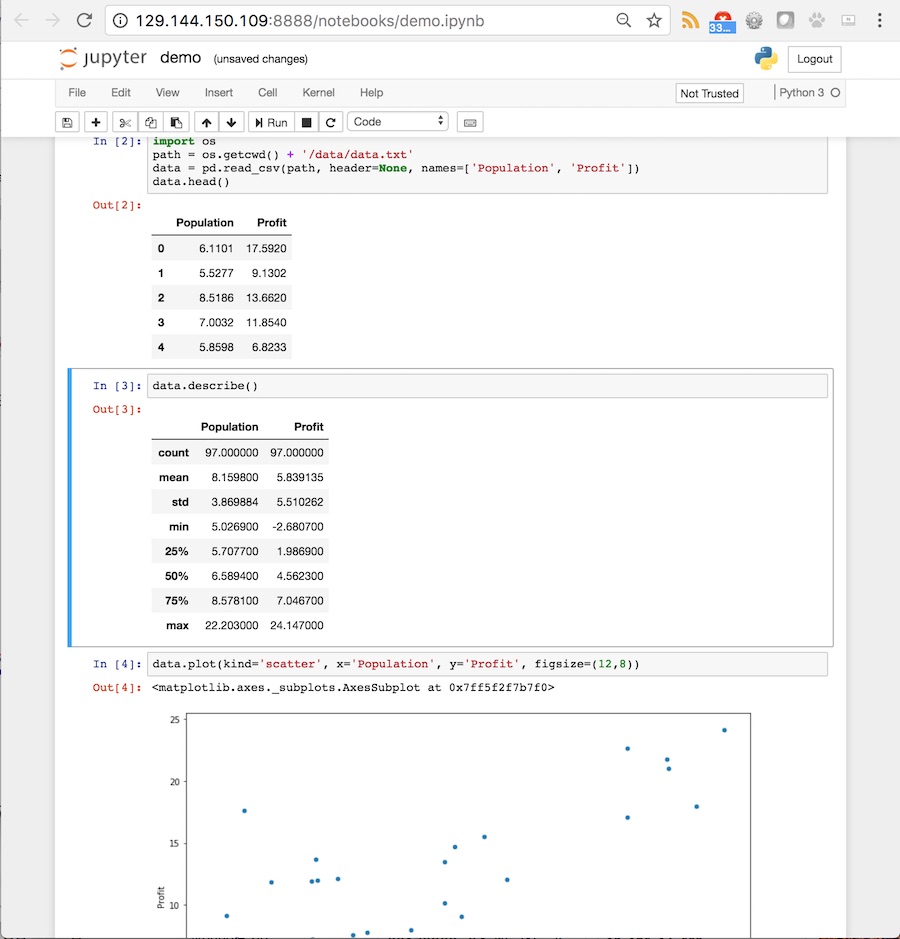 129.144.150.109:8888/notebooks/demo.ipynb
33...
jupyter demo (unsaved changes)
Logout
File Edit View Insert Cell Kernel Help
Not Trusted
Python 3
Run
Code
In [2]: import os
path = os.getcwd() + '/data/data.txt'
data = pd.read_csv(path, header=None, names=['Population', 'Profit'])
data.head()
Out[2]:
Population Profit
0 6.1101 17.5920
1 5.5277 9.1302
2 8.5186 13.6620
3 7.0032 11.8540
4 5.8598 6.8233
In [3]: data.describe()
Out[3]:
Population Profit
count 97.000000 97.000000
mean 8.159800 5.839135
std 3.869884 5.510262
min 5.026900 -2.680700
25% 5.707700 1.986900
50% 6.589400 4.562300
75% 8.578100 7.046700
max 22.203000 24.147000
In [4]: data.plot(kind='scatter', x='Population', y='Profit', figsize=(12,8))
Out[4]: <matplotlib.axes._subplots.AxesSubplot at 0x7ff5f2f7b7f0>
25
20
15
10
Profit